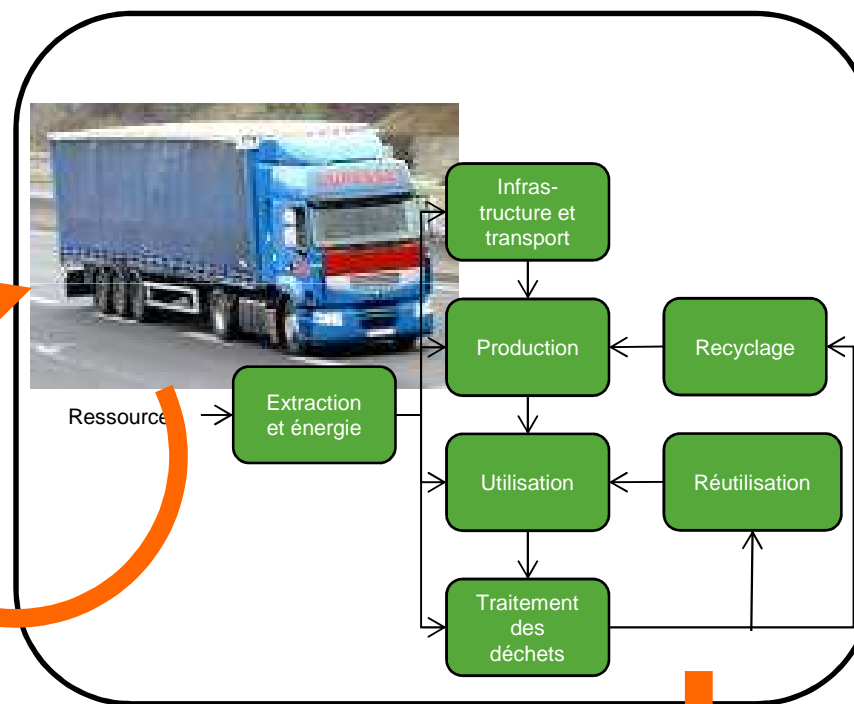 Infras-
tructure et
transport
Production
Recyclage
Ressource
Extraction
et énergie
Utilisation
Réutilisation
Traitement
des
déchets